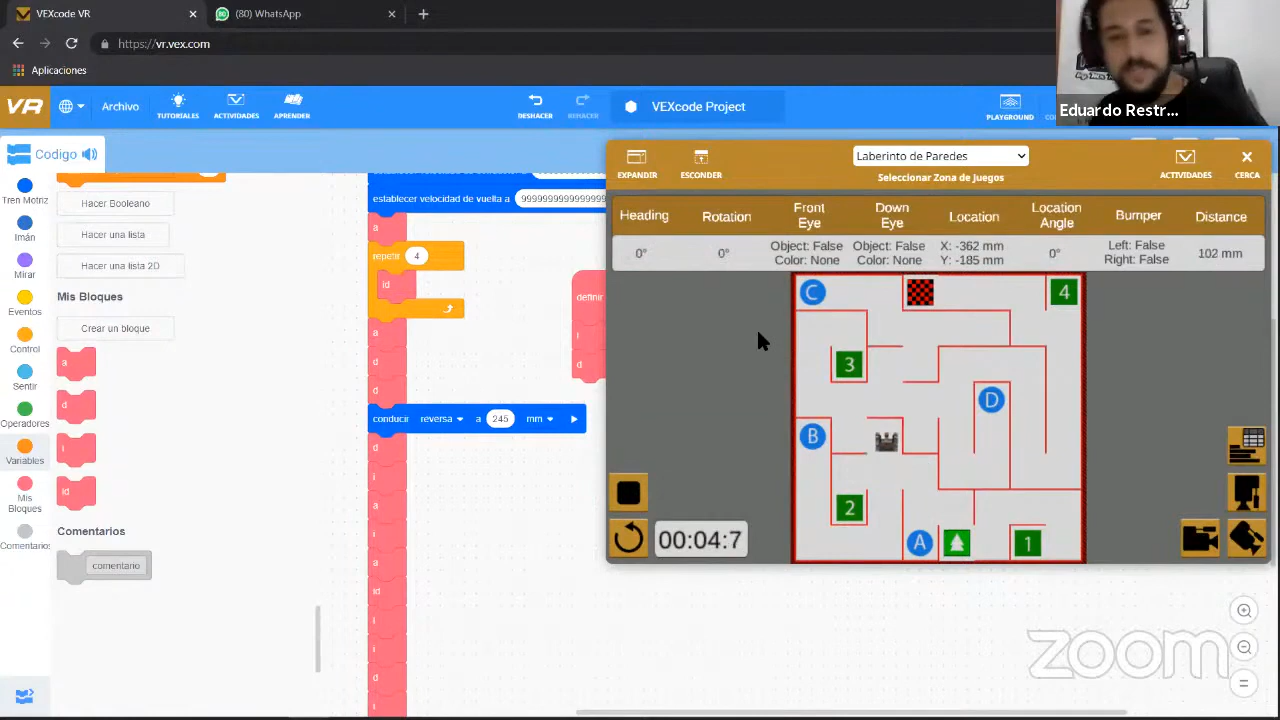 VEXcode VR
(80) WhatsApp
https://vr.vex.com
Aplicaciones
Eduardo Restr...
VR
Archivo
TUTORIALES
ACTIVIDADES
APRENDER
DESHACER
REHACER
VEXcode Project
PLAYGROUND
Codigo
Tren Motriz
Imán
Mirar
Eventos
Control
Sentir
Operadores
Variables
Mis
Bloques
Comentarios
Hacer Booleano
Hacer una lista
Hacer una lista 2D
Mis Bloques
Crear un bloque
a
d
i
id
Comentarios
comentario
establecer velocidad de vuelta a 9999999999999999
a
repetir 4
id
a
d
d
conducir reversa a 245 mm
d
i
a
i
a
id
i
i
d
i
definir
i
d
EXPANDIR
ESCONDER
Laberinto de Paredes
Seleccionar Zona de Juegos
ACTIVIDADES
CERCA
Heading
Rotation
Front Eye
Down Eye
Location
Location Angle
Bumper
Distance
0°
0°
Object: False
Color: None
Object: False
Color: None
X: -362 mm
Y: -185 mm
0°
Left: False
Right: False
102 mm
C
4
3
D
B
2
A
1
00:04:7
zoom